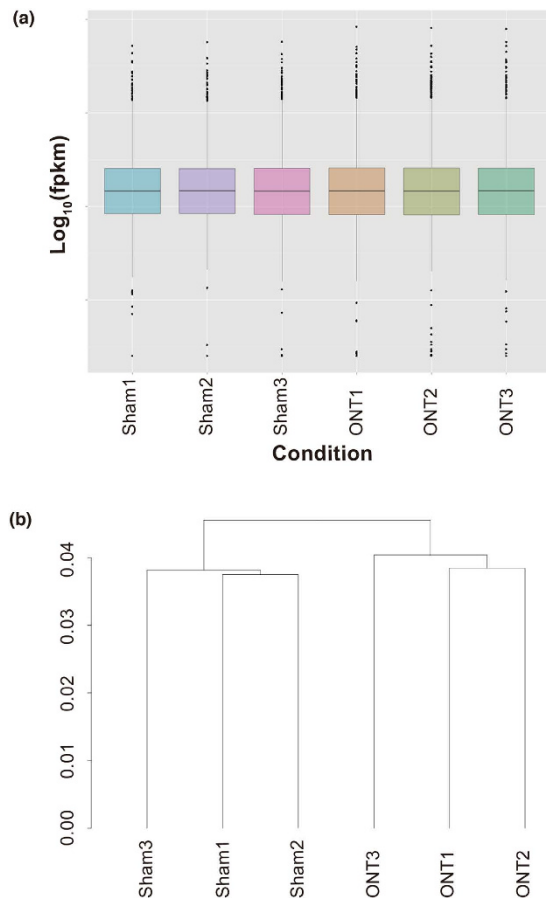 (a)
Log10(fpkm)
Sham1
Sham2
Sham3
ONT1
ONT2
ONT3
Condition
(b)
0.04
0.03
0.02
0.01
0.00
Sham3
Sham1
Sham2
ONT3
ONT1
ONT2